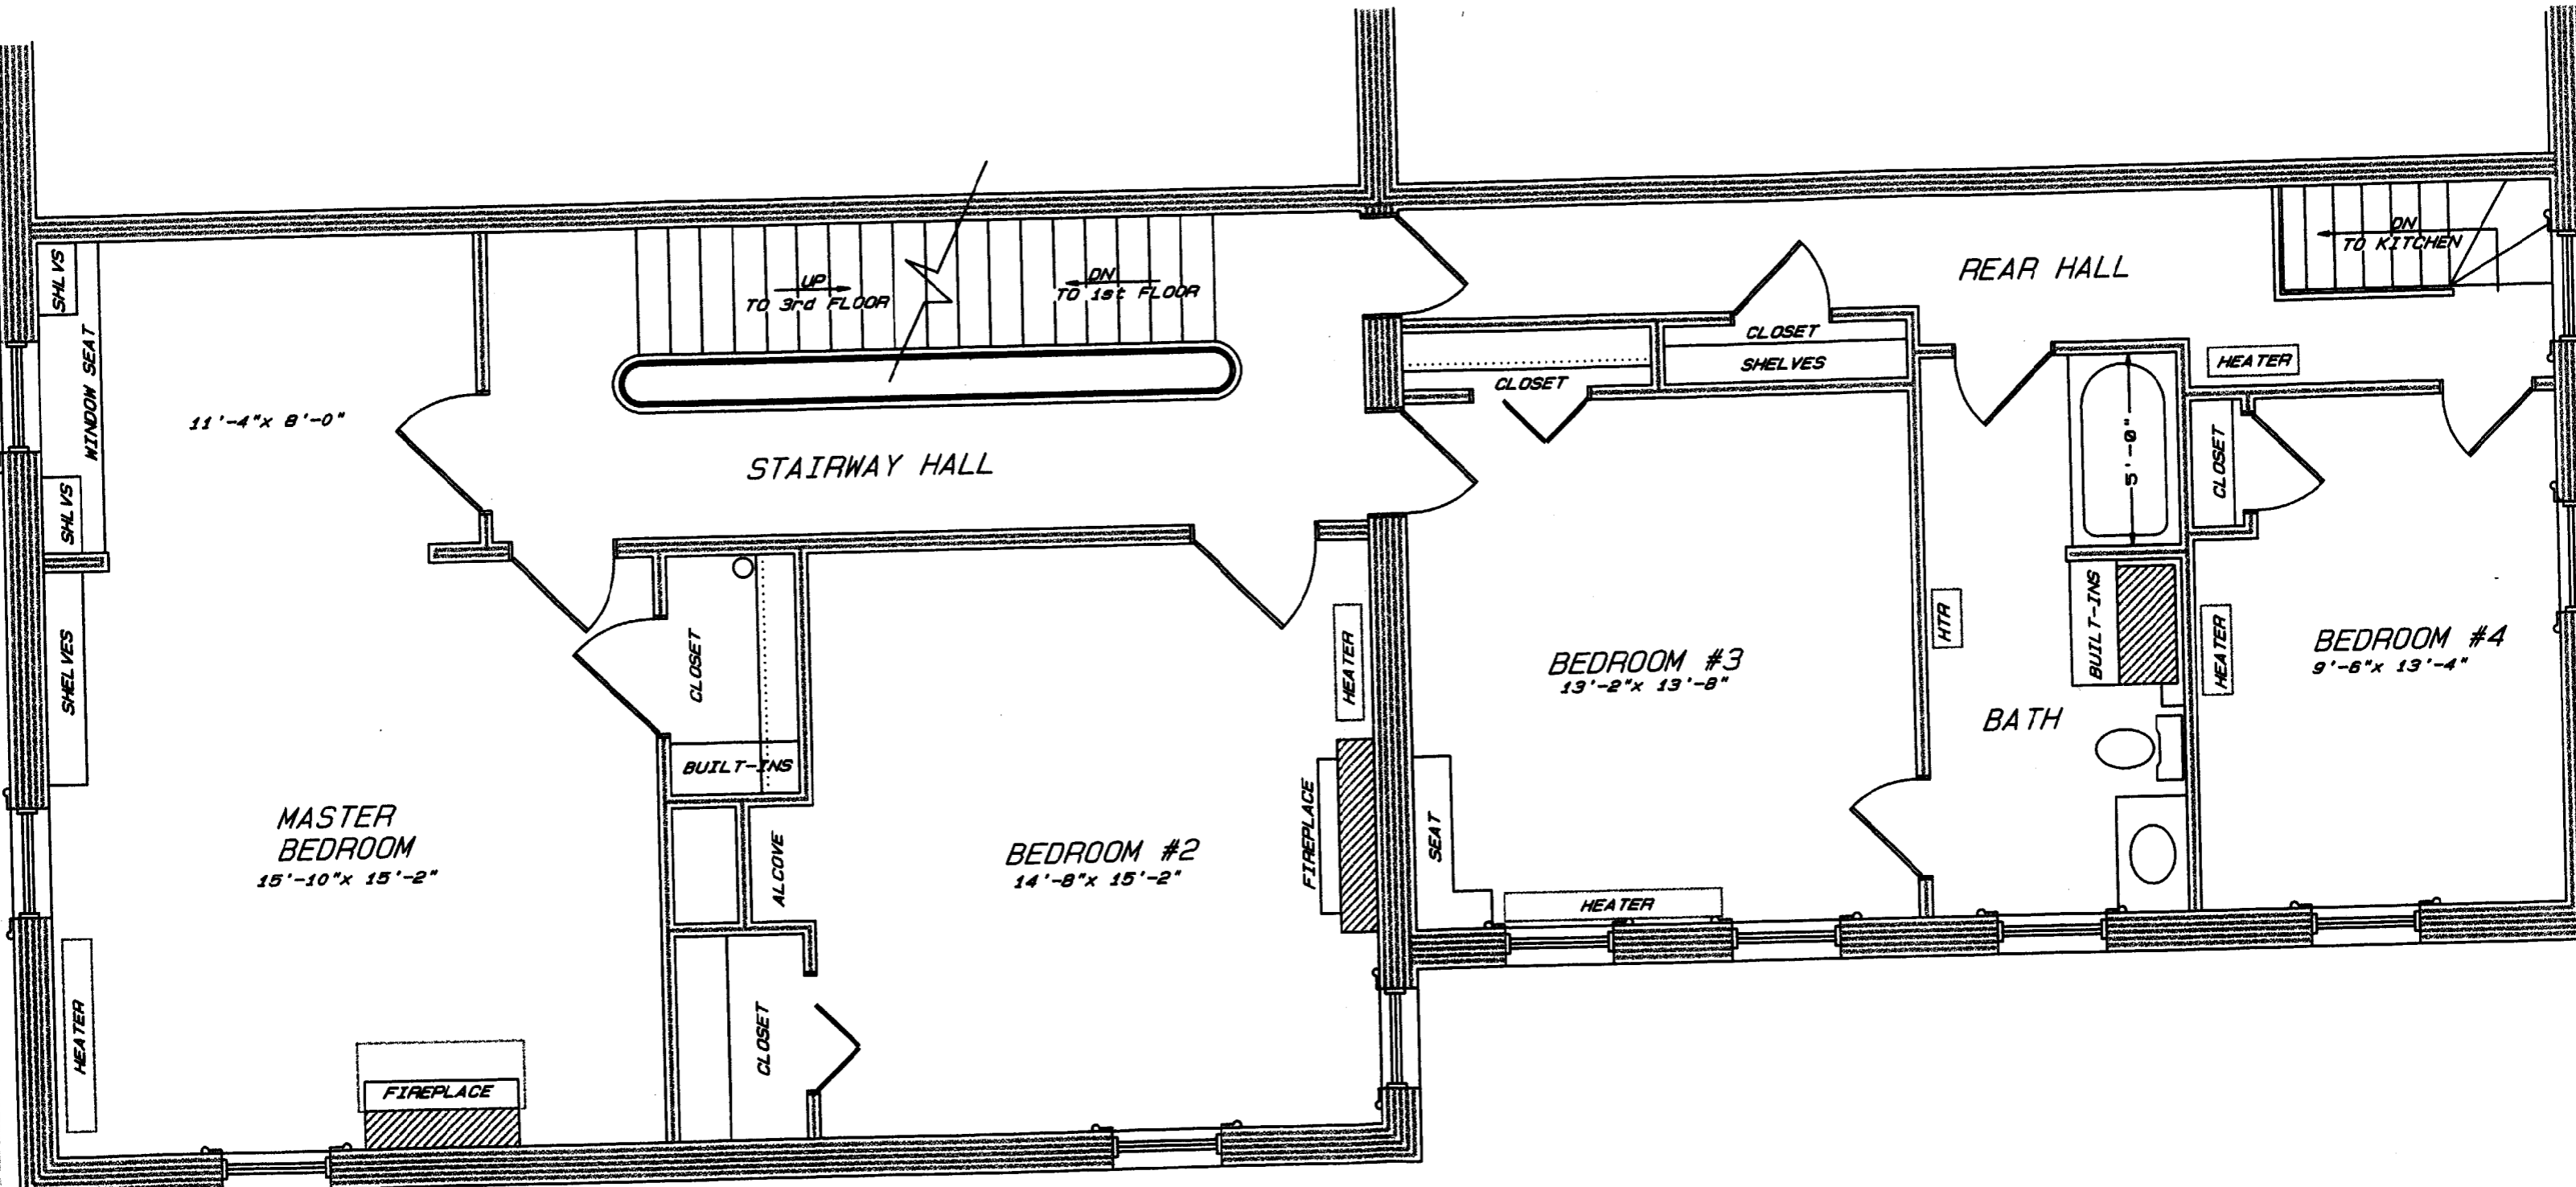 SHLVS
WINDOW SEAT
SHLVS
11'-4"x 8'-0"
SHELVES
MASTER
BEDROOM
15'-10"x 15'-2"
HEATER
FIREPLACE
UP
TO 3rd FLOOR
DN
TO 1st FLOOR
STAIRWAY HALL
CLOSET
BUILT-INS
ALCOVE
CLOSET
BEDROOM #2
14'-8"x 15'-2"
HEATER
FIREPLACE
REAR HALL
DN
TO KITCHEN
CLOSET
SHELVES
CLOSET
HEATER
BEDROOM #3
13'-2"x 13'-8"
SEAT
HEATER
5'-0"
HTR
BUILT-INS
BATH
CLOSET
HEATER
BEDROOM #4
9'-6"x 13'-4"